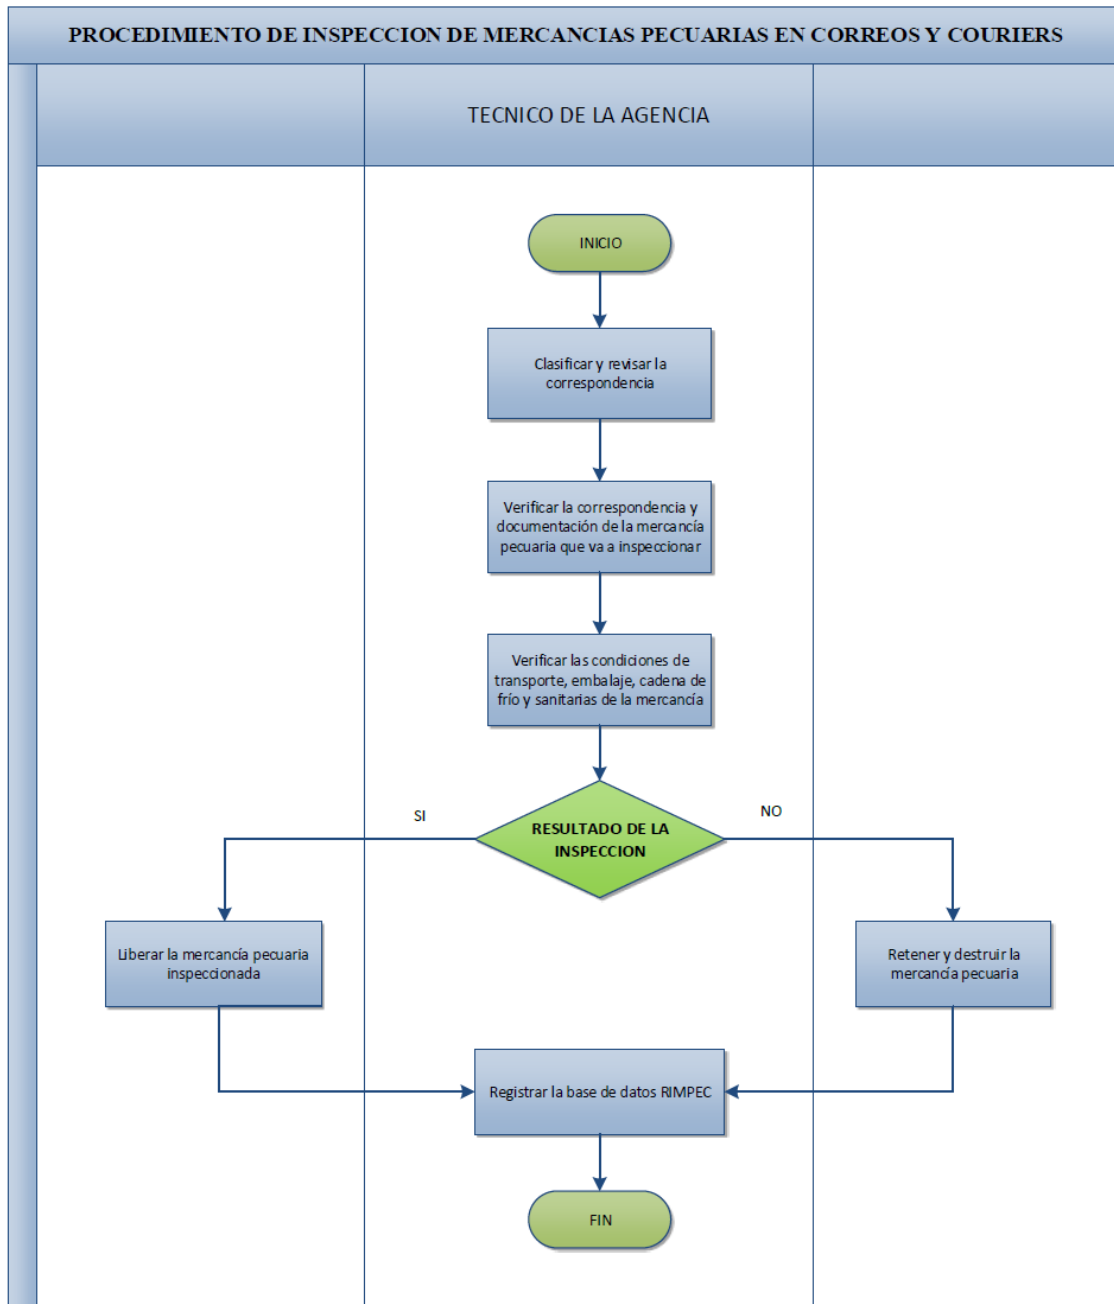 PROCEDIMIENTO DE INSPECCION DE MERCANCIAS PECUARIAS EN CORREOS Y COURIERS
TECNICO DE LA AGENCIA
INICIO
Clasificar y revisar la
correspondencia
Verificar la correspondencia y
documentación de la mercancía
pecuaria que va a inspeccionar
Verificar las condiciones de
transporte, embalaje, cadena de
frío y sanitarias de la mercancía
SI
NO
RESULTADO DE LA
INSPECCION
Liberar la mercancía pecuaria
inspeccionada
Retener y destruir la
mercancía pecuaria
Registrar la base de datos RIMPEC
FIN